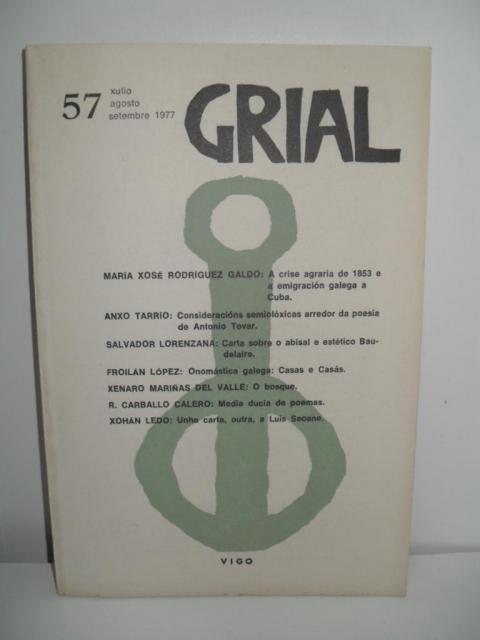 57
xulio
agosto
setembre 1977
GRIAL
MARÍA XOSÉ RODRÍGUEZ GALDO: A crise agraria de 1853 e
a emigración galega a
Cuba.
ANXO TARRIO: Consideracións semiolóxicas arredor da poesía
de Antonio Tovar.
SALVADOR LORENZANA: Carta sobre o abisal e estético Bau-
delaire.
FROILÁN LÓPEZ: Onomástica galega: Casas e Casás.
XENARO MARIÑAS DEL VALLE: O bosque.
R. CARBALLO CALERO: Media ducia de poemas.
XOHÁN LEDO: Unha carta, outra, a Luis Seoane.
VIGO